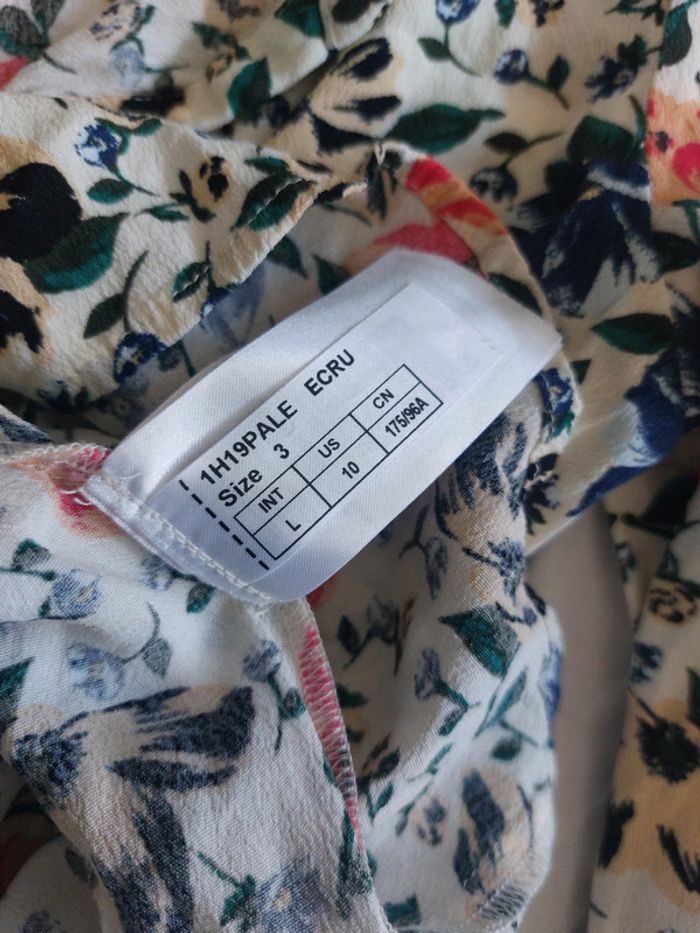 1H19PALE ECRU
Size 3
INT US CN
L 10 175/96A